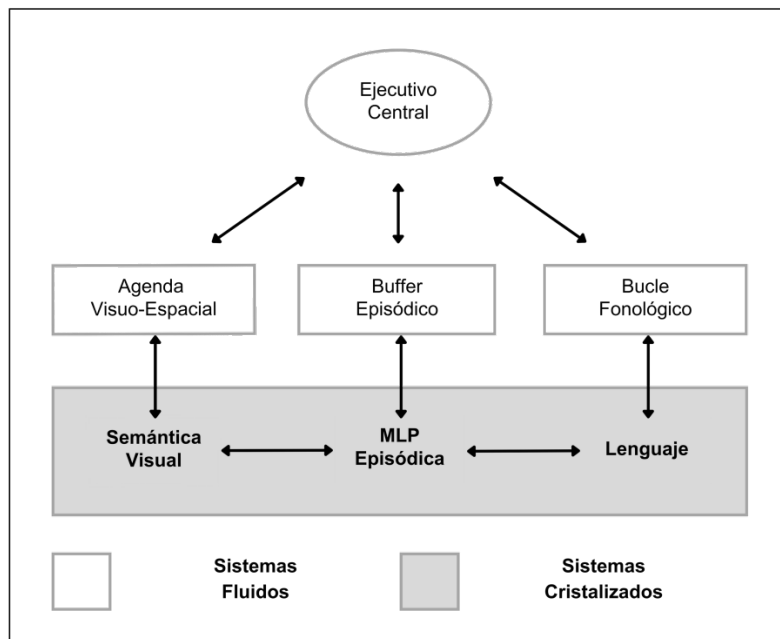 Ejecutivo
Central
Agenda
Visuo-Espacial
Buffer
Episódico
Bucle
Fonológico
Semántica
Visual
MLP
Episódica
Lenguaje
Sistemas
Fluidos
Sistemas
Cristalizados